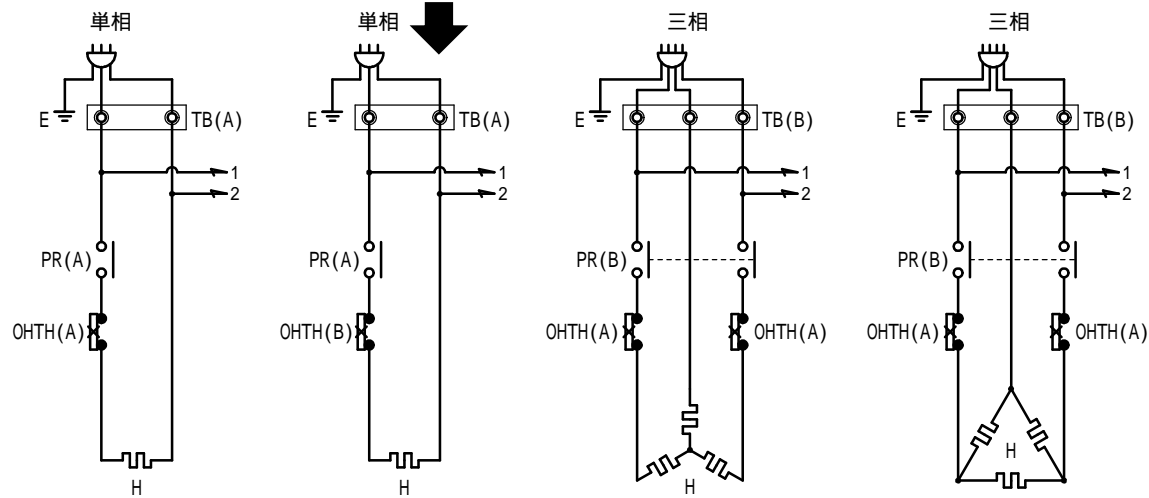 単相
E
TB(A)
1
2
PR(A)
OHTH(A)
H
単相
E
TB(A)
1
2
PR(A)
OHTH(B)
H
三相
E
TB(B)
1
2
PR(B)
OHTH(A)
OHTH(A)
H
三相
E
TB(B)
1
2
PR(B)
OHTH(A)
OHTH(A)
H